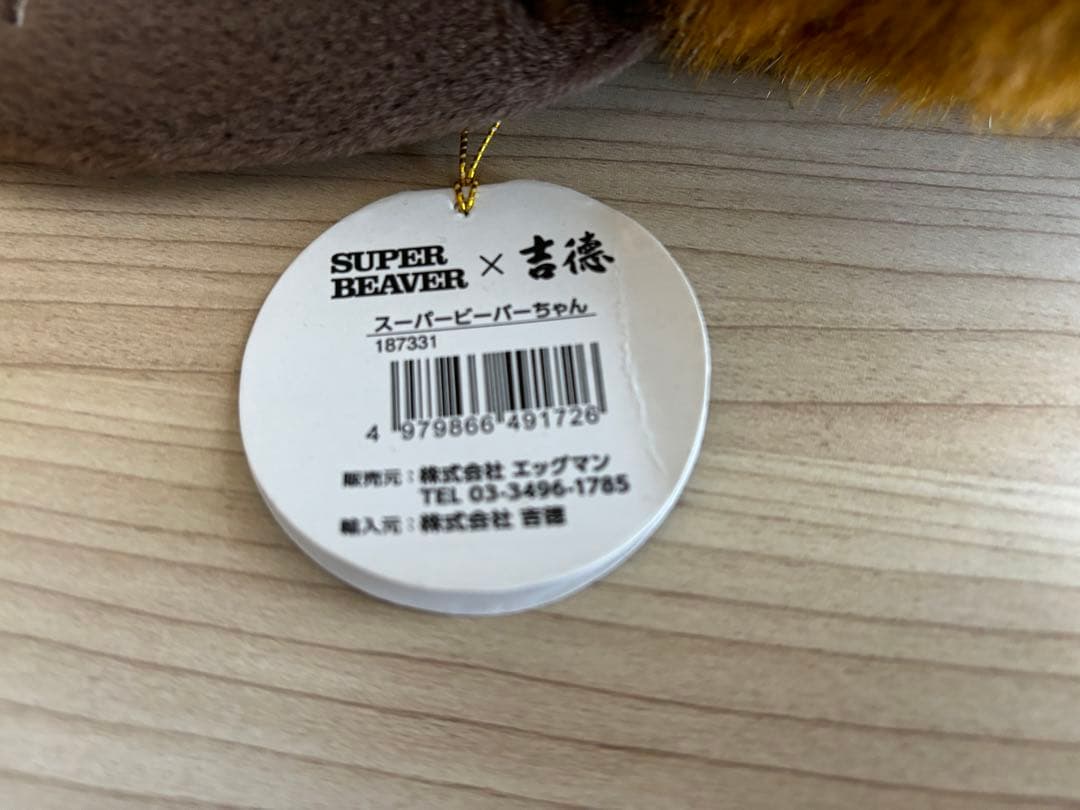 SUPER BEAVER × 吉德
スーパービーバーちゃん
187331
4 979866 491726
販売元：株式会社 エッグマン
TEL 03-3496-1785
輸入元：株式会社 吉德